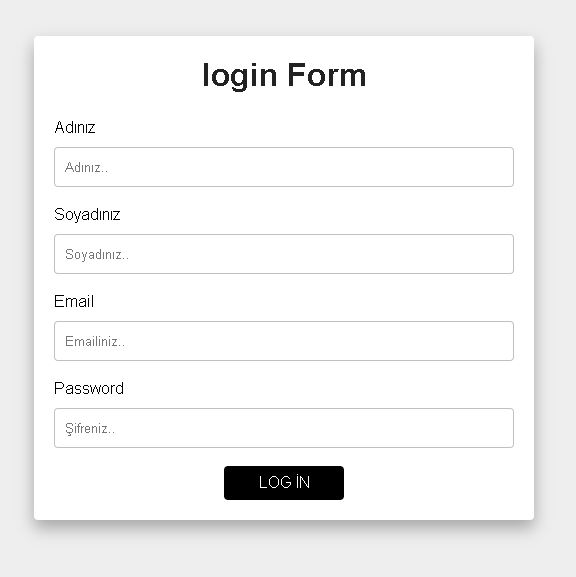 login Form
Adınız
Adınız..
Soyadınız
Soyadınız..
Email
Emailiniz..
Password
Şifreniz..
LOG İN